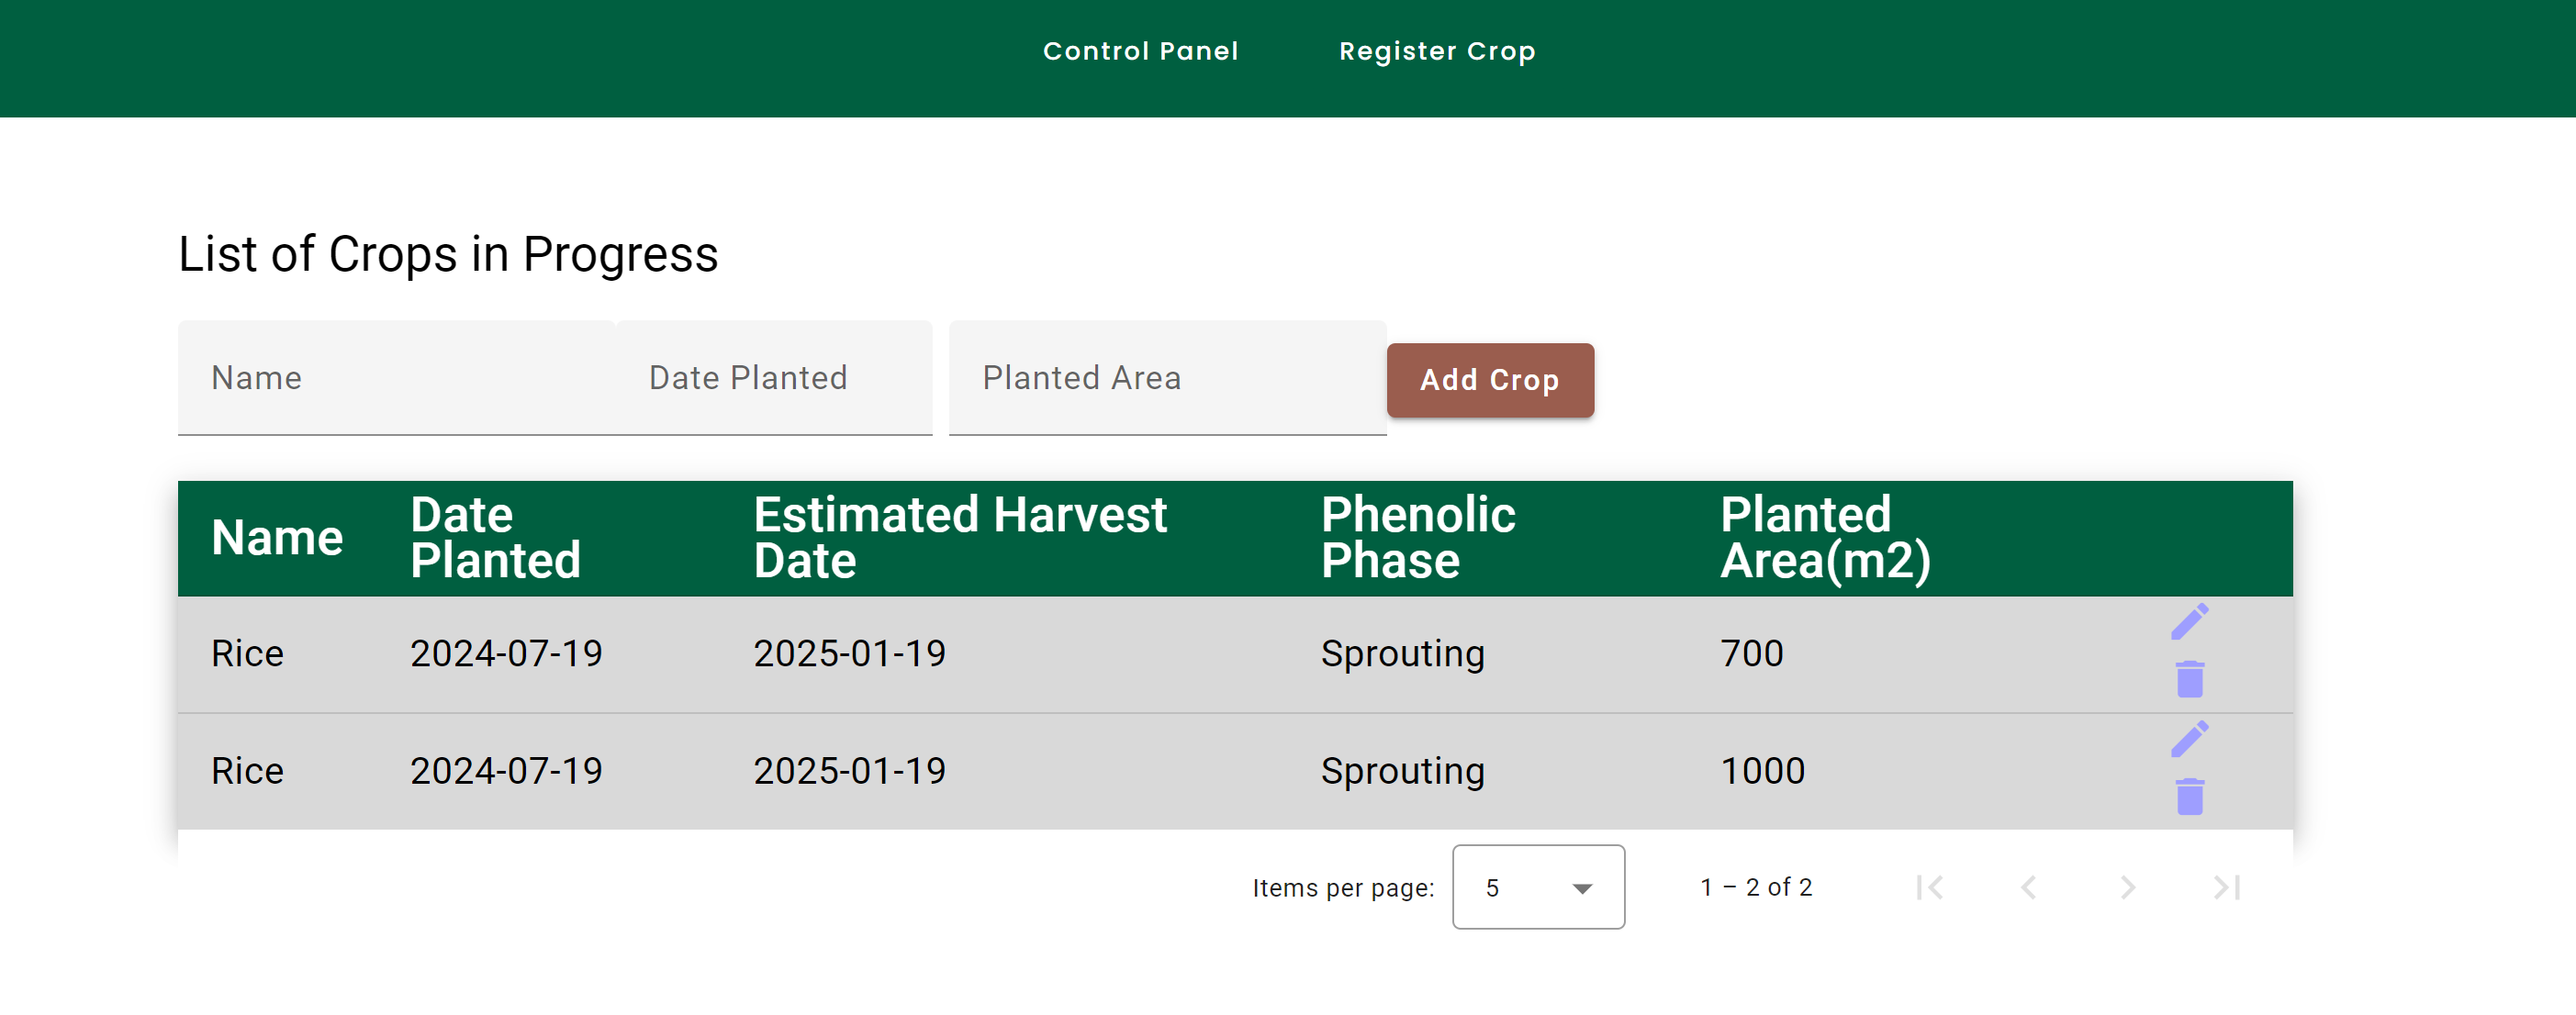 Control Panel Register Crop
List of Crops in Progress
Name Date Planted Planted Area Add Crop
Name Date Planted Estimated Harvest Date Phenolic Phase Planted Area(m2)
Rice 2024-07-19 2025-01-19 Sprouting 700
Rice 2024-07-19 2025-01-19 Sprouting 1000
Items per page: 5 1 – 2 of 2